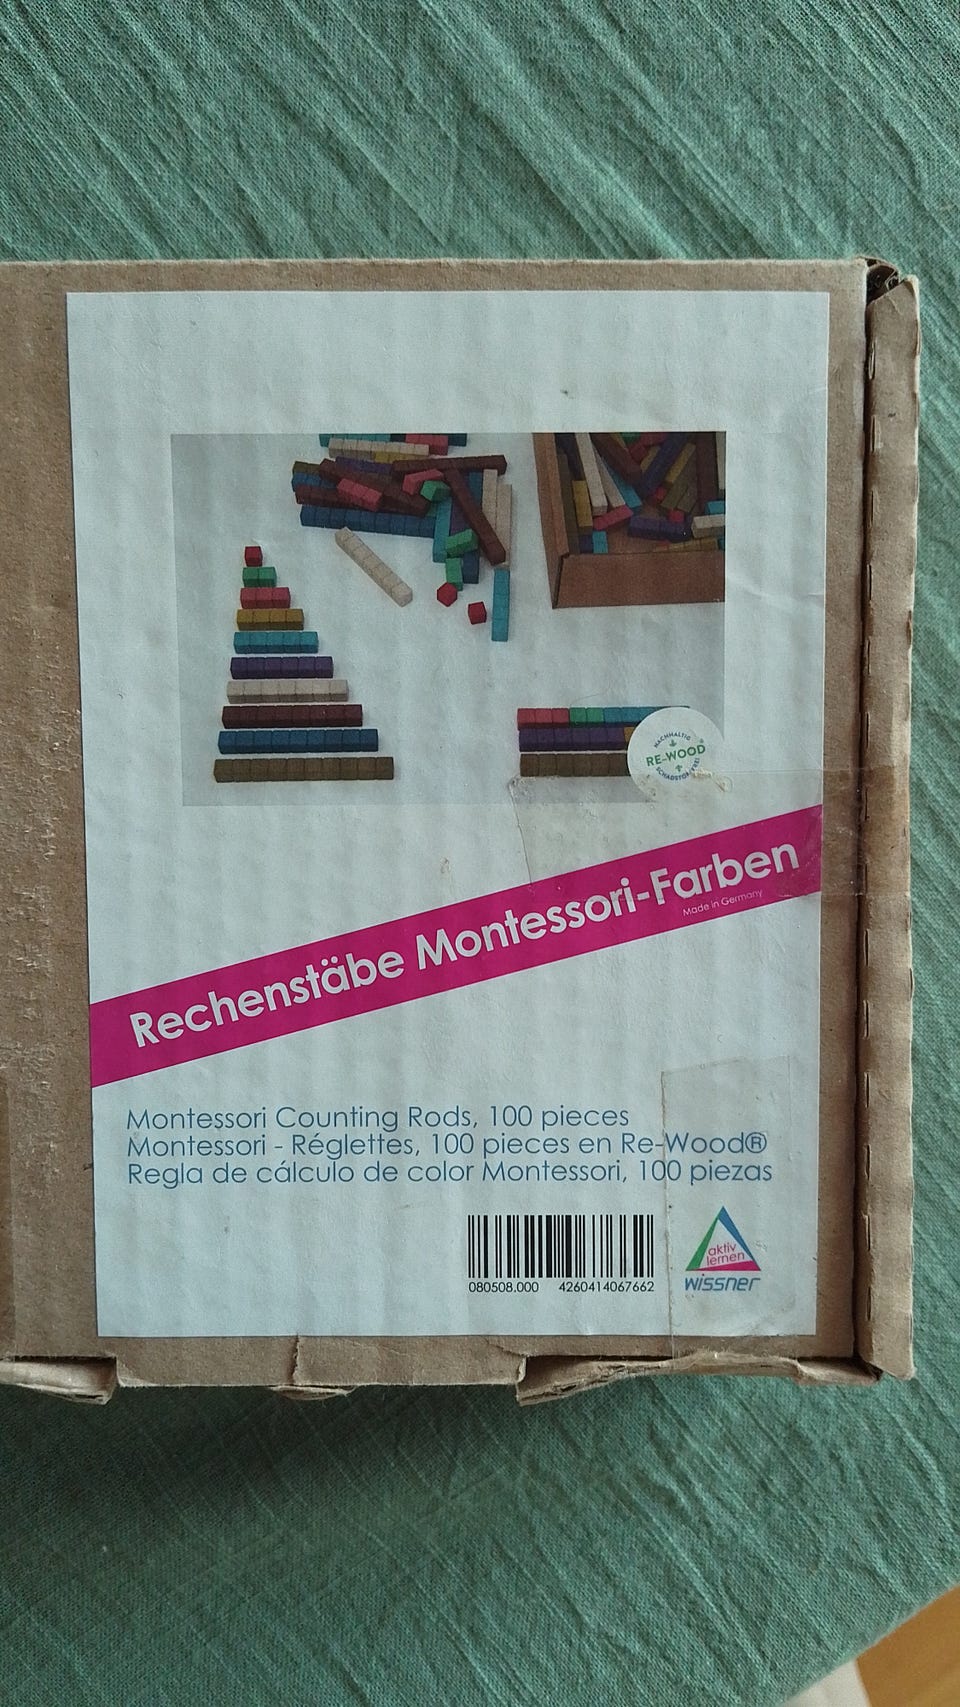 NACHHALTIG
RE-WOOD®
SCHADSTOFFFREI
Rechenstäbe Montessori-Farben
Made in Germany
Montessori Counting Rods, 100 pieces
Montessori - Réglettes, 100 pieces en Re-Wood®
Regla de cálculo de color Montessori, 100 piezas
080508.000 4260414067662
aktiv
lernen
wissner